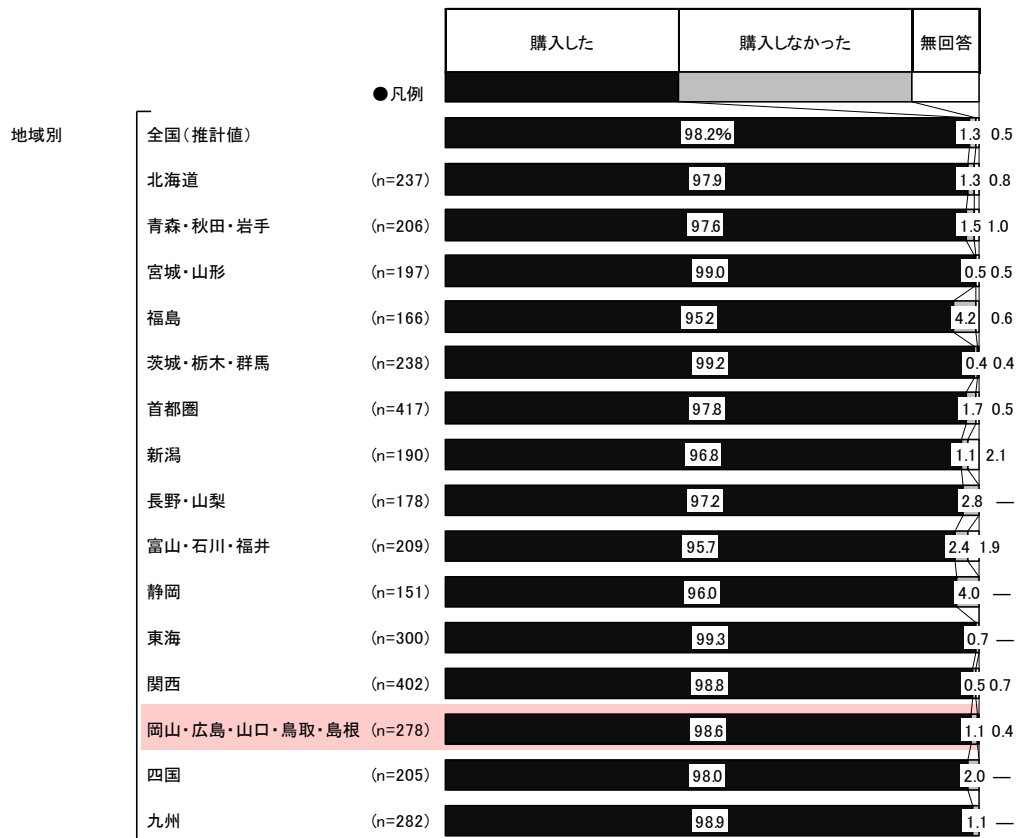 購入した 購入しなかった 無回答
●凡例
地域別 全国(推計値) 98.2% 1.3 0.5
北海道 (n=237) 97.9 1.3 0.8
青森・秋田・岩手 (n=206) 97.6 1.5 1.0
宮城・山形 (n=197) 99.0 0.5 0.5
福島 (n=166) 95.2 4.2 0.6
茨城・栃木・群馬 (n=238) 99.2 0.4 0.4
首都圏 (n=417) 97.8 1.7 0.5
新潟 (n=190) 96.8 1.1 2.1
長野・山梨 (n=178) 97.2 2.8 —
富山・石川・福井 (n=209) 95.7 2.4 1.9
静岡 (n=151) 96.0 4.0 —
東海 (n=300) 99.3 0.7 —
関西 (n=402) 98.8 0.5 0.7
岡山・広島・山口・鳥取・島根 (n=278) 98.6 1.1 0.4
四国 (n=205) 98.0 2.0 —
九州 (n=282) 98.9 1.1 —